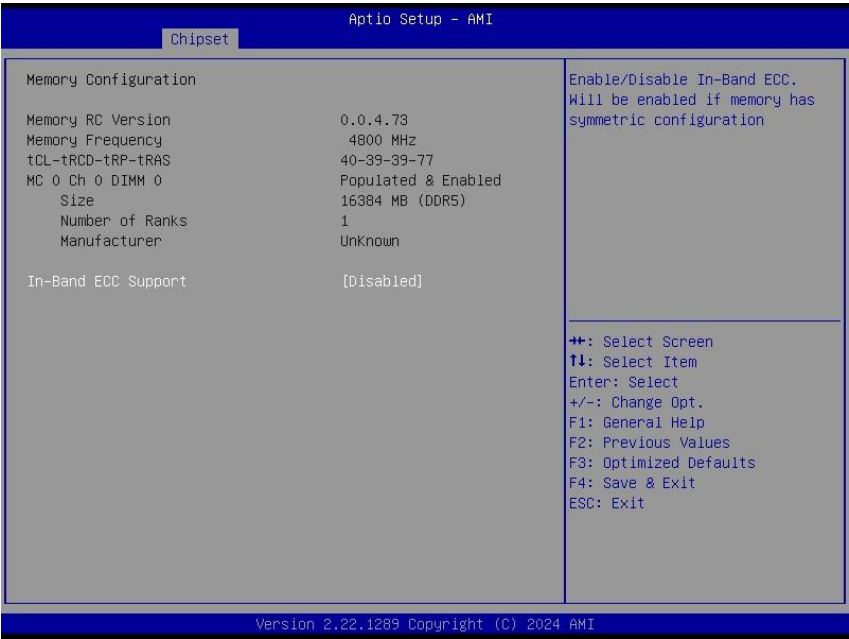 Aptio Setup - AMI
Chipset
Memory Configuration
Memory RC Version 0.0.4.73
Memory Frequency 4800 MHz
tCL-tRCD-tRP-tRAS 40-39-39-77
MC 0 Ch 0 DIMM 0 Populated & Enabled
Size 16384 MB (DDR5)
Number of Ranks 1
Manufacturer UnKnown
In-Band ECC Support [Disabled]
Enable/Disable In-Band ECC.
Will be enabled if memory has
symmetric configuration
→←: Select Screen
↑↓: Select Item
Enter: Select
+/-: Change Opt.
F1: General Help
F2: Previous Values
F3: Optimized Defaults
F4: Save & Exit
ESC: Exit
Version 2.22.1289 Copyright (C) 2024 AMI